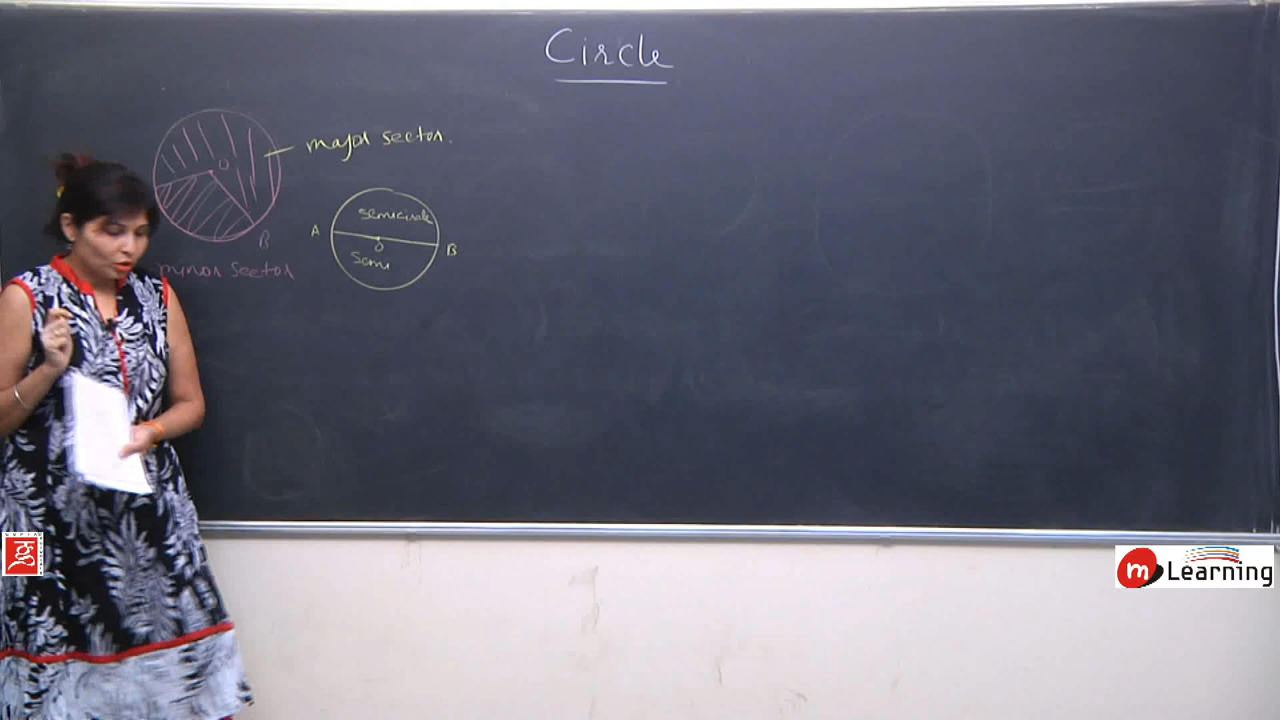 Circle
major sector.
O
B
minor sector
semicircle
A
O
B
Semi
m Learning